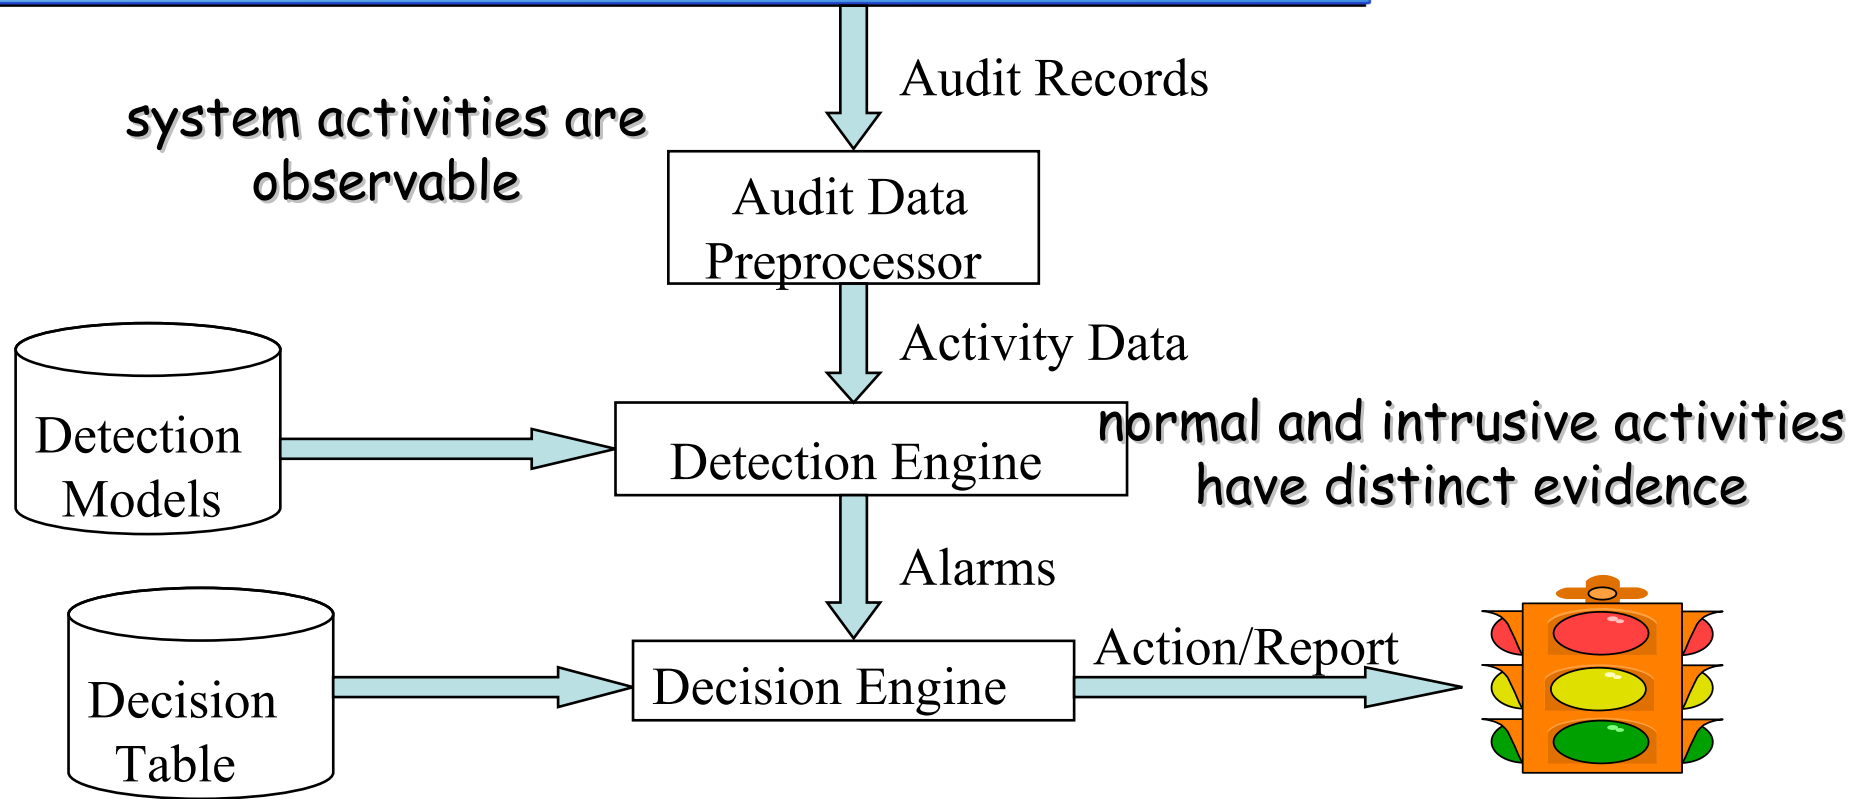 Audit Records
system activities are
observable
Audit Data
Preprocessor
Activity Data
Detection
Models
Detection Engine
normal and intrusive activities
have distinct evidence
Alarms
Decision
Table
Decision Engine
Action/Report